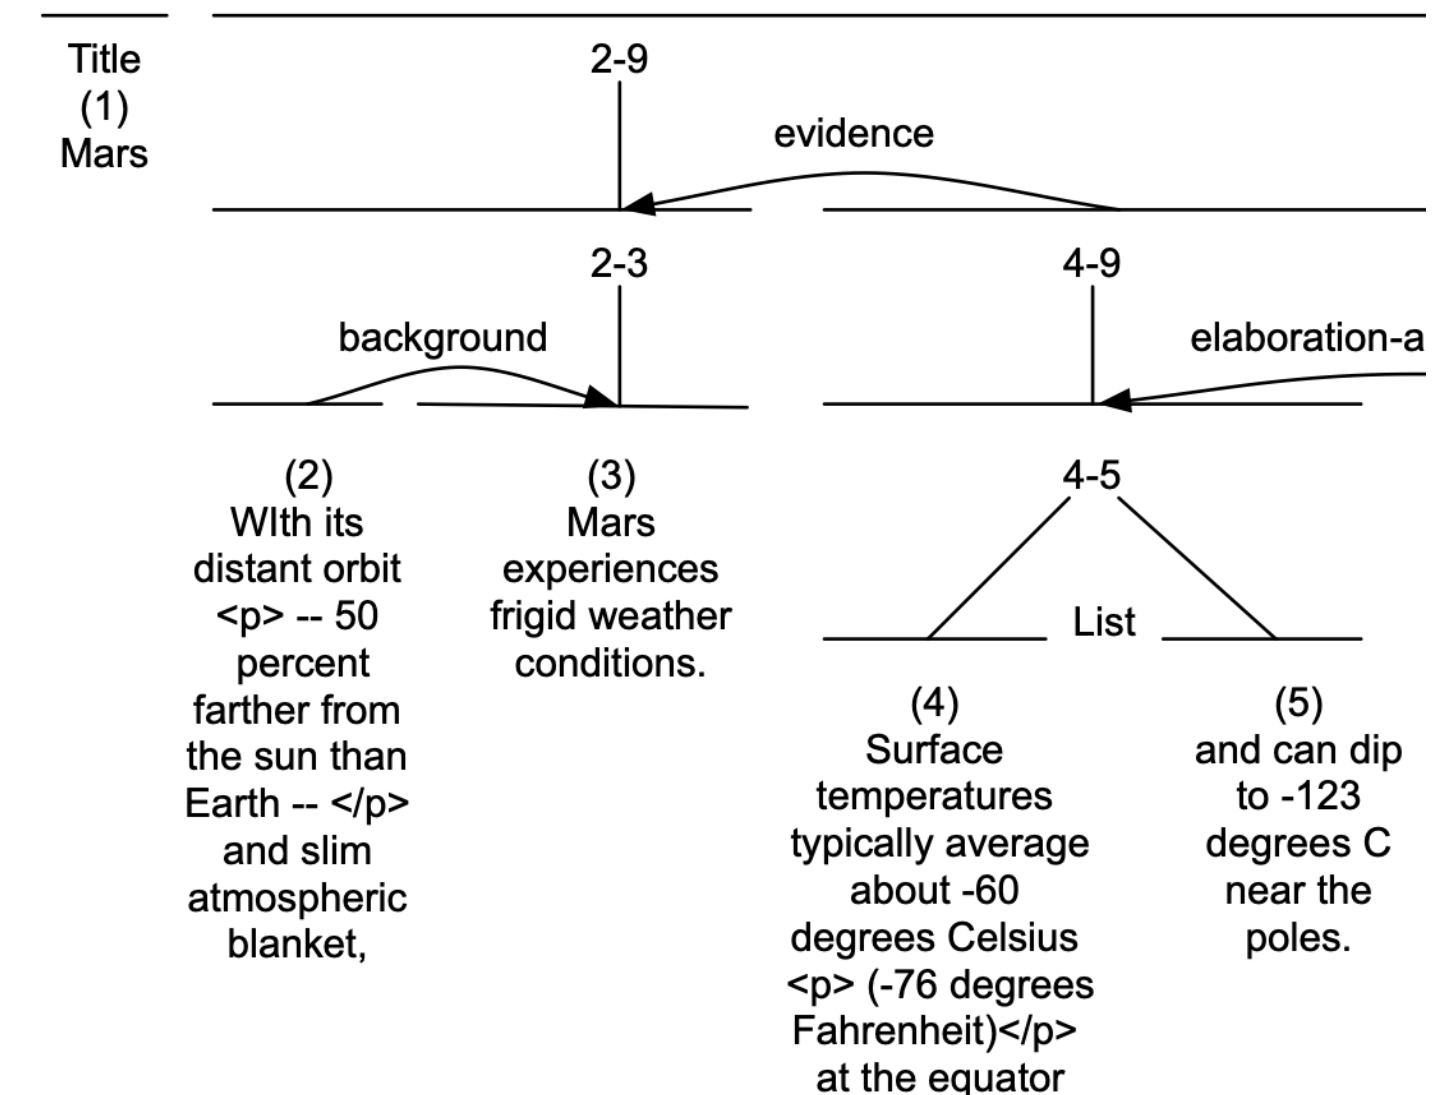 Title
(1)
Mars
2-9
evidence
2-3
4-9
background
elaboration-a
(2)
WIth its
distant orbit
<p> -- 50
percent
farther from
the sun than
Earth -- </p>
and slim
atmospheric
blanket,
(3)
Mars
experiences
frigid weather
conditions.
4-5
List
(4)
Surface
temperatures
typically average
about -60
degrees Celsius
<p> (-76 degrees
Fahrenheit)</p>
at the equator
(5)
and can dip
to -123
degrees C
near the
poles.